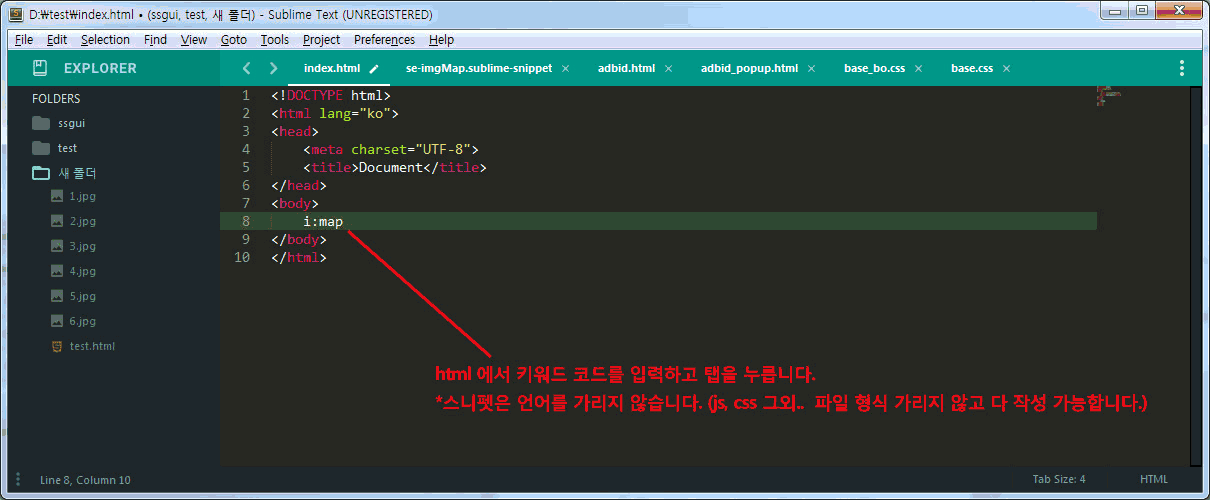 D:₩test₩index.html • (ssgui, test, 새 폴더) - Sublime Text (UNREGISTERED)
File Edit Selection Find View Goto Tools Project Preferences Help
EXPLORER
index.html se-imgMap.sublime-snippet × adbid.html × adbid_popup.html × base_bo.css × base.css ×
FOLDERS
ssgui
test
새 폴더
1.jpg
2.jpg
3.jpg
4.jpg
5.jpg
6.jpg
test.html
1 <!DOCTYPE html>
2 <html lang="ko">
3 <head>
4 <meta charset="UTF-8">
5 <title>Document</title>
6 </head>
7 <body>
8 i:map
9 </body>
10 </html>
html 에서 키워드 코드를 입력하고 탭을 누릅니다.
*스니펫은 언어를 가리지 않습니다. (js, css 그외.. 파일 형식 가리지 않고 다 작성 가능합니다.)
Line 8, Column 10
Tab Size: 4
HTML